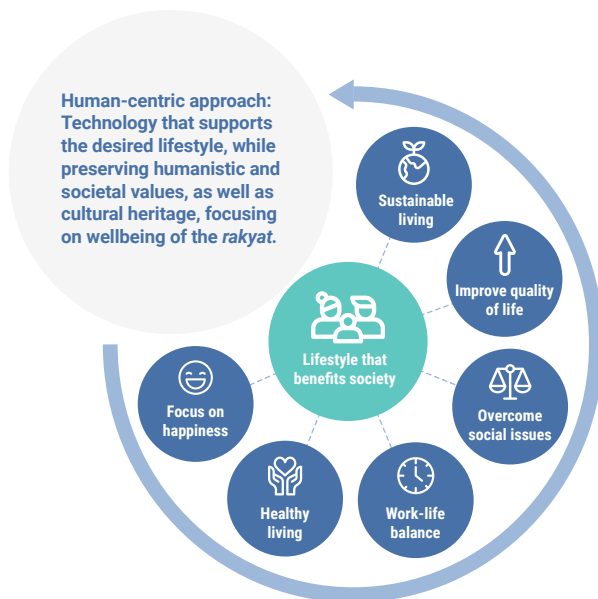 Human-centric approach:
Technology that supports
the desired lifestyle, while
preserving humanistic and
societal values, as well as
cultural heritage, focusing
on wellbeing of the rakyat.
Sustainable
living
Improve quality
of life
Lifestyle that
benefits society
Overcome
social issues
Focus on
happiness
Healthy
living
Work-life
balance